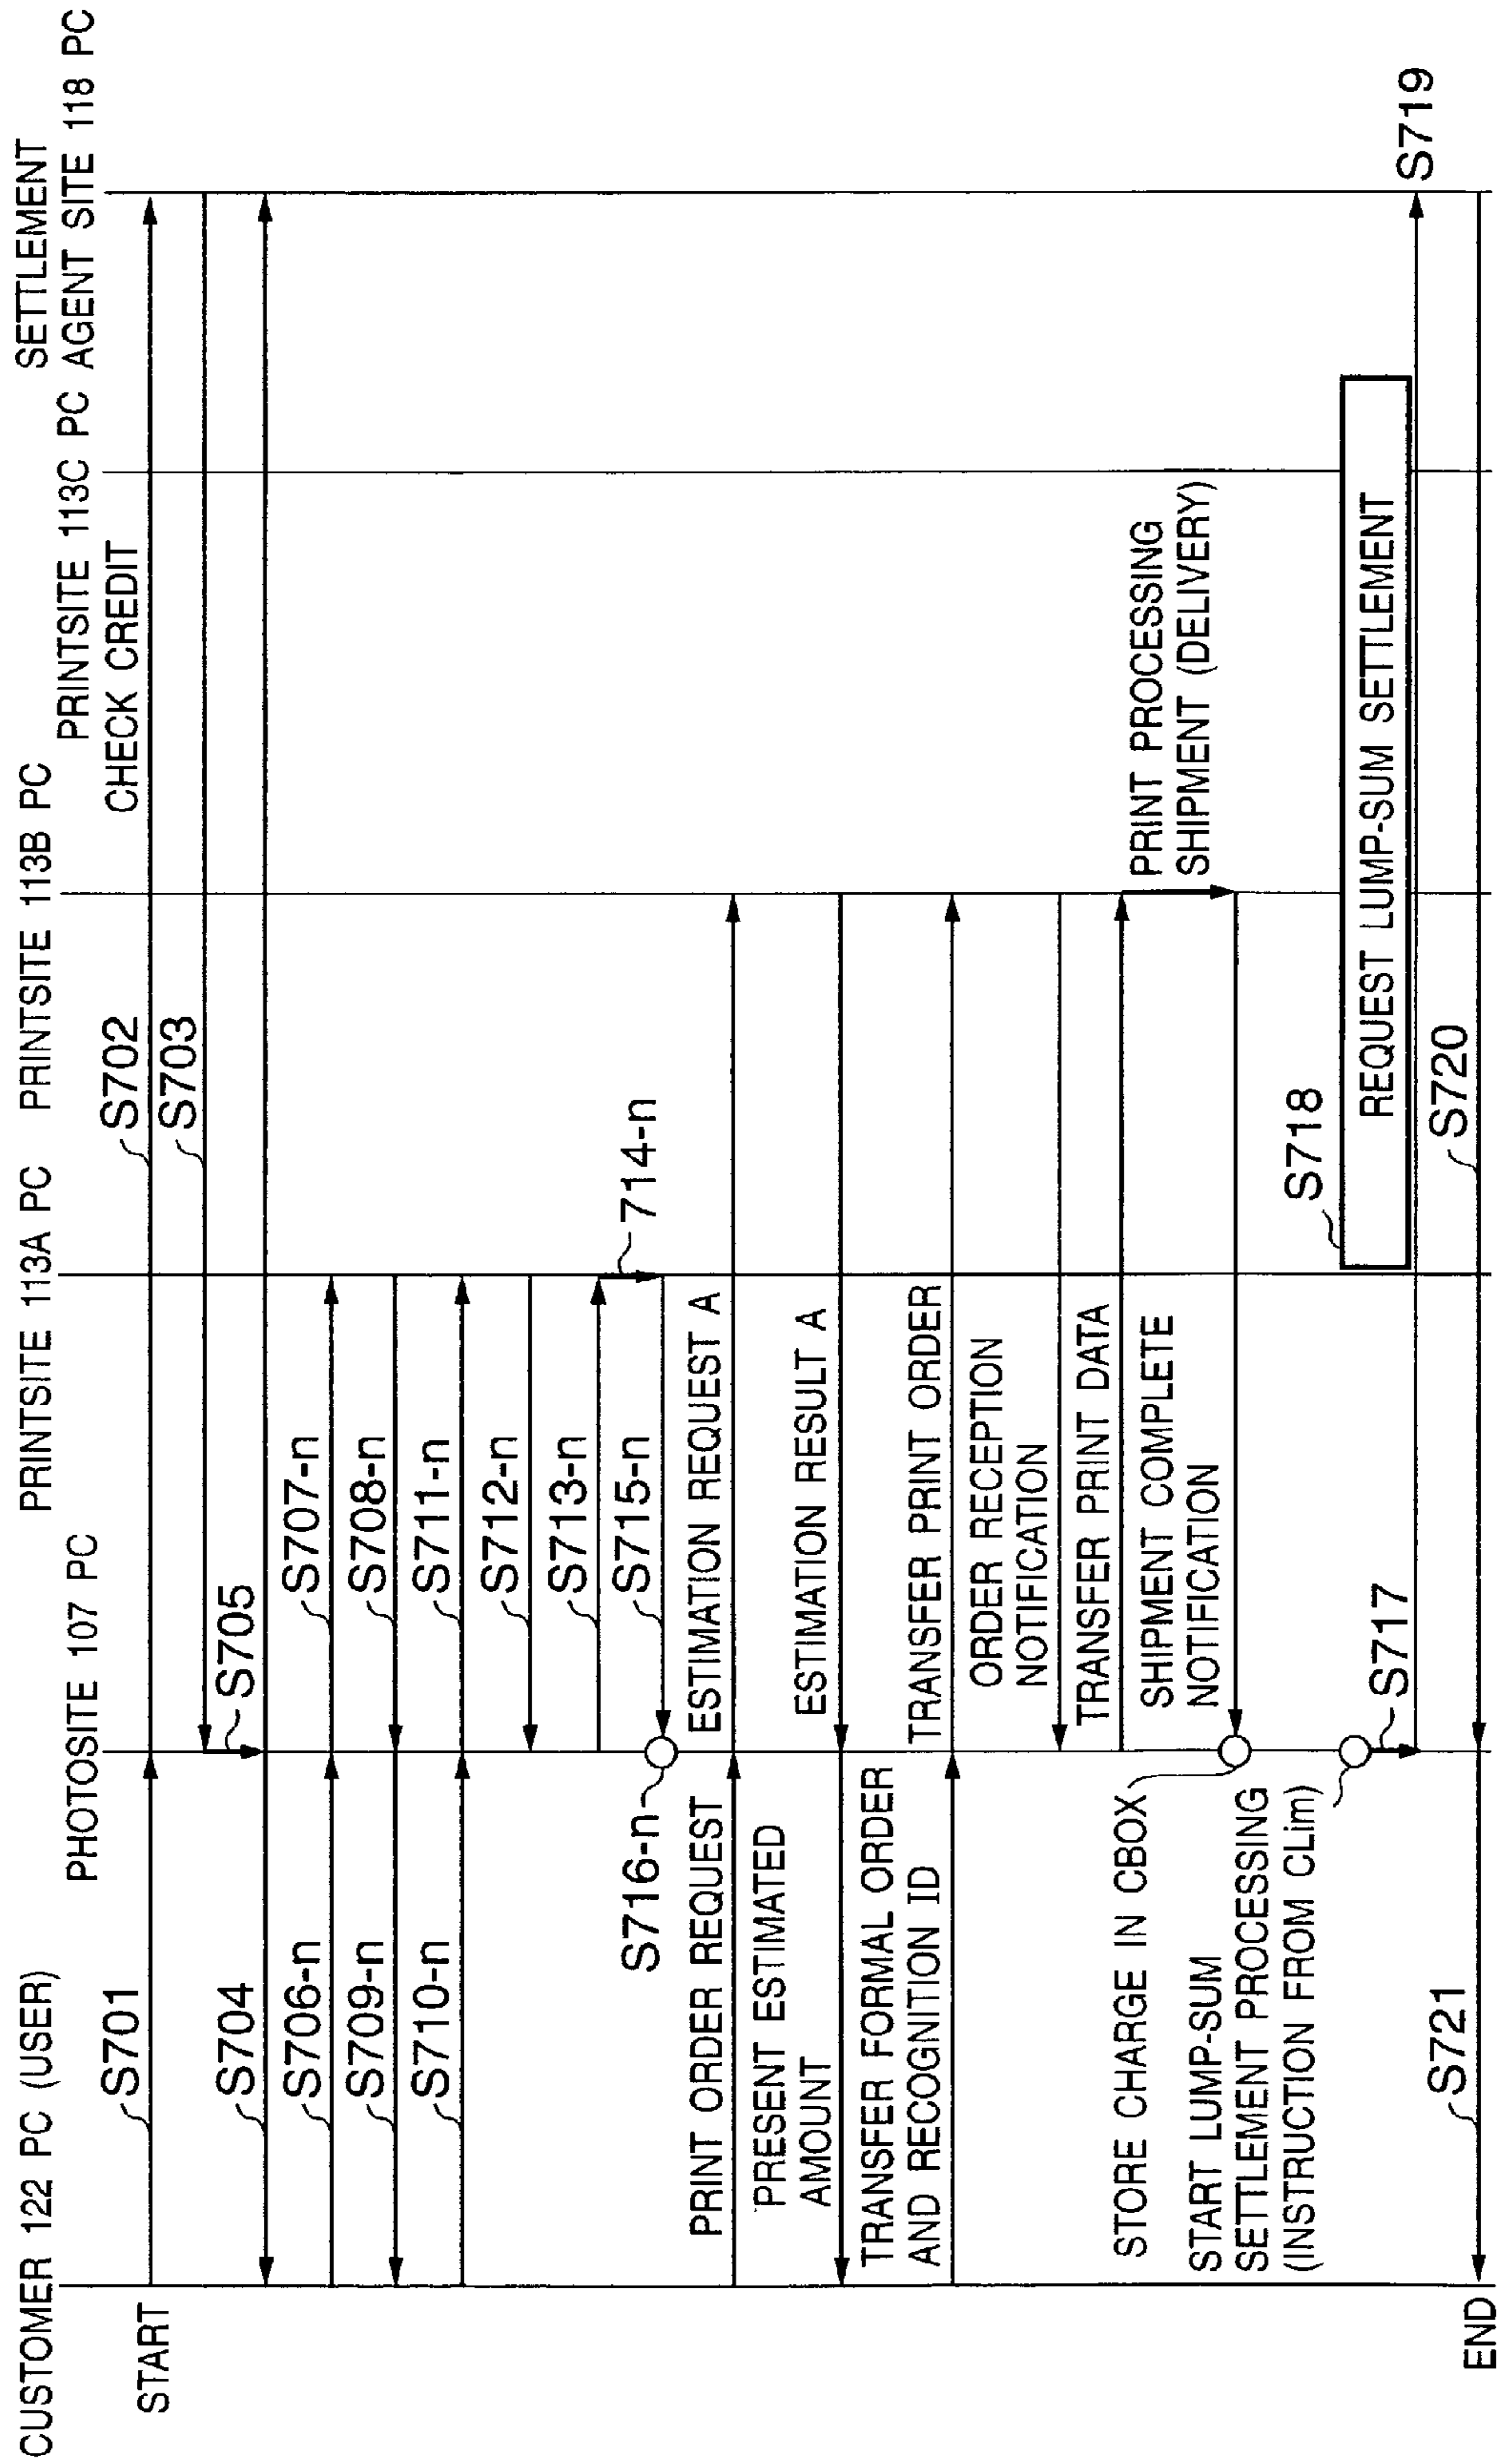 CUSTOMER 122 PC (USER)
PHOTOSITE 107 PC
PRINTSITE 113A PC
PRINTSITE 113B PC
PRINTSITE 113C PC
SETTLEMENT
AGENT SITE 118 PC
START
S701
S702
CHECK CREDIT
S703
S705
S704
S706-n
S707-n
S709-n
S708-n
S710-n
S711-n
S712-n
S713-n
714-n
S715-n
S716-n
PRINT ORDER REQUEST
ESTIMATION REQUEST A
PRESENT ESTIMATED
AMOUNT
ESTIMATION RESULT A
TRANSFER FORMAL ORDER
AND RECOGNITION ID
TRANSFER PRINT ORDER
ORDER RECEPTION
NOTIFICATION
TRANSFER PRINT DATA
PRINT PROCESSING
SHIPMENT (DELIVERY)
SHIPMENT COMPLETE
NOTIFICATION
STORE CHARGE IN CBOX
START LUMP-SUM
SETTLEMENT PROCESSING
(INSTRUCTION FROM CLim)
S717
S718
REQUEST LUMP-SUM SETTLEMENT
S719
S720
S721
END